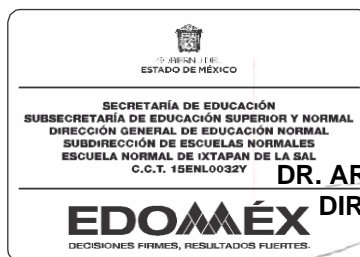 GOBIERNO DEL
ESTADO DE MÉXICO
SECRETARÍA DE EDUCACIÓN
SUBSECRETARÍA DE EDUCACIÓN SUPERIOR Y NORMAL
DIRECCIÓN GENERAL DE EDUCACIÓN NORMAL
SUBDIRECCIÓN DE ESCUELAS NORMALES
ESCUELA NORMAL DE IXTAPAN DE LA SAL
C.C.T. 15ENL0032Y
DR. AR
DIR
EDOMÉX
DECISIONES FIRMES, RESULTADOS FUERTES.